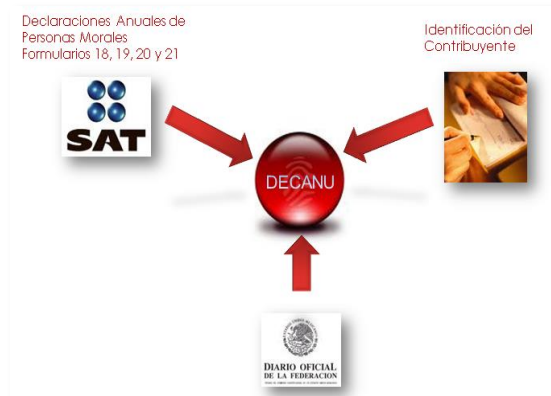 Declaraciones Anuales de
Personas Morales
Formularios 18, 19, 20 y 21
Identificación del
Contribuyente
SAT
DECANU
DIARIO OFICIAL
DE LA FEDERACION